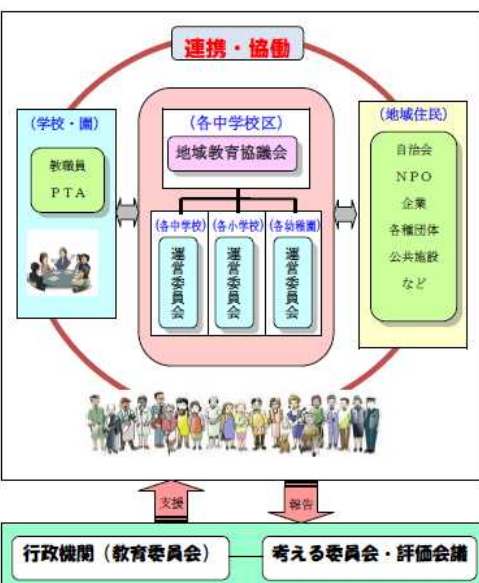 連携・協働
(学校・園)
教職員
PTA
(各中学校区)
地域教育協議会
(各中学校)
運営委員会
(各小学校)
運営委員会
(各幼稚園)
運営委員会
(地域住民)
自治会
NPO
企業
各種団体
公共施設
など
支援
報告
行政機関(教育委員会)
考える委員会・評価会議